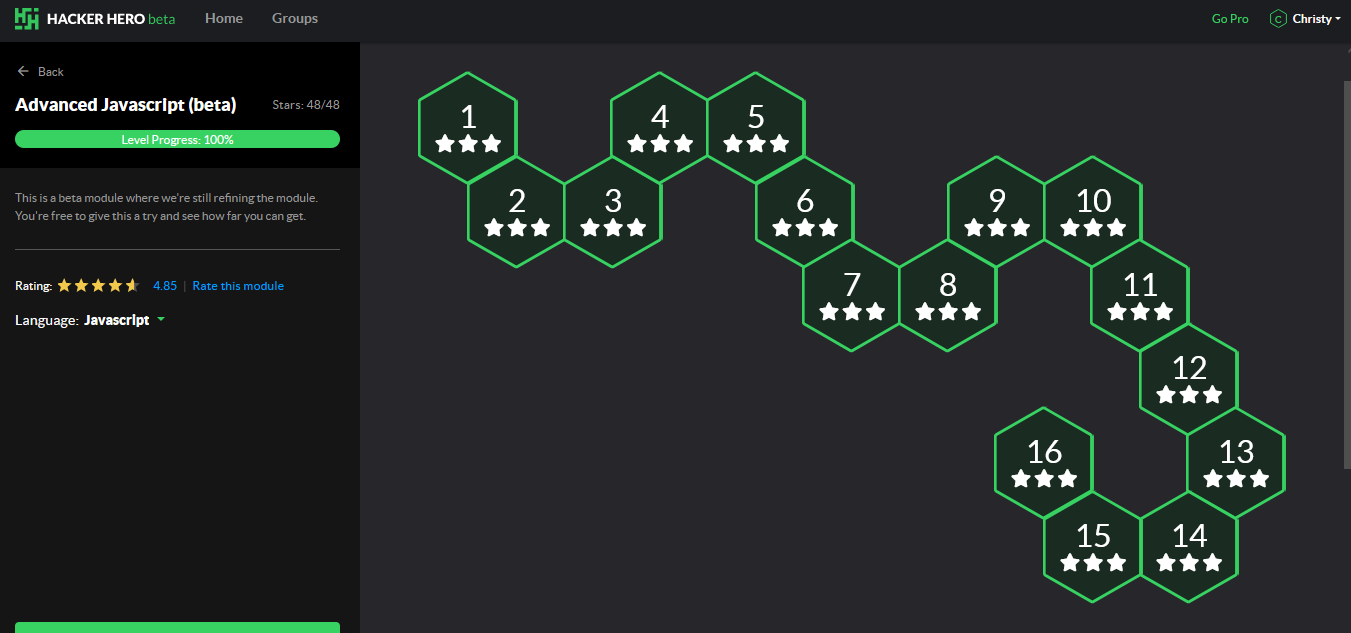 HACKER HERO beta
Home
Groups
Go Pro
C
Christy
Back
Advanced Javascript (beta)
Stars: 48/48
Level Progress: 100%
This is a beta module where we're still refining the module.
You're free to give this a try and see how far you can get.
Rating:
4.85 | Rate this module
Language: Javascript
1
4
5
2
3
6
9
10
7
8
11
12
16
13
15
14